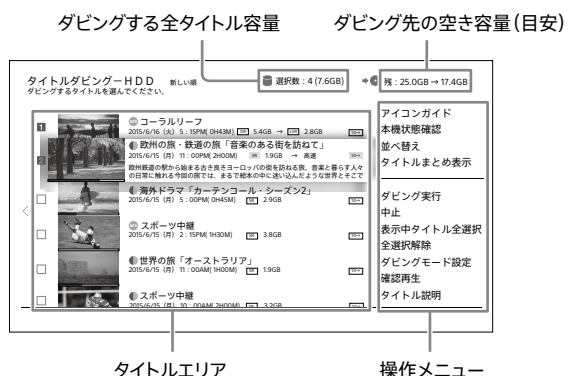 ダビングする全タイトル容量
ダビング先の空き容量(目安)
タイトルダビングーHDD 新しい順
ダビングするタイトルを選んでください。
選択数:4 (7.6GB)
残:25.0GB→17.4GB
1
コーラルリーフ
2015/6/16 (火) 5:15PM( 0H43M) DR 5.4GB → LSR 2.8GB
2
欧州の旅・鉄道の旅「音楽のある街を訪ねて」
2015/6/15 (月) 11:00PM( 2H00M) SR 1.9GB → 高速
欧州鉄道の駅から始まる古き良きヨーロッパの街を訪ねる旅。音楽と暮らす人々
の日常に触れる今回の旅では、まるで絵本の中に迷い込んだような世界とそこで
海外ドラマ「カーテンコール・シーズン2」
2015/6/15 (月) 5:00PM( 0H45M) 2.9GB
スポーツ中継
2015/6/15 (月) 2:15PM( 1H30M) 3.8GB
世界の旅「オーストラリア」
2015/6/15 (月) 11:00AM( 1H00M) 1.9GB
スポーツ中継
2015/6/15 (月) 10:00AM( 2H00M) 3.2GB
アイコンガイド
本機状態確認
並べ替え
タイトルまとめ表示
ダビング実行
中止
表示中タイトル全選択
全選択解除
ダビングモード設定
確認再生
タイトル説明
タイトルエリア
操作メニュー